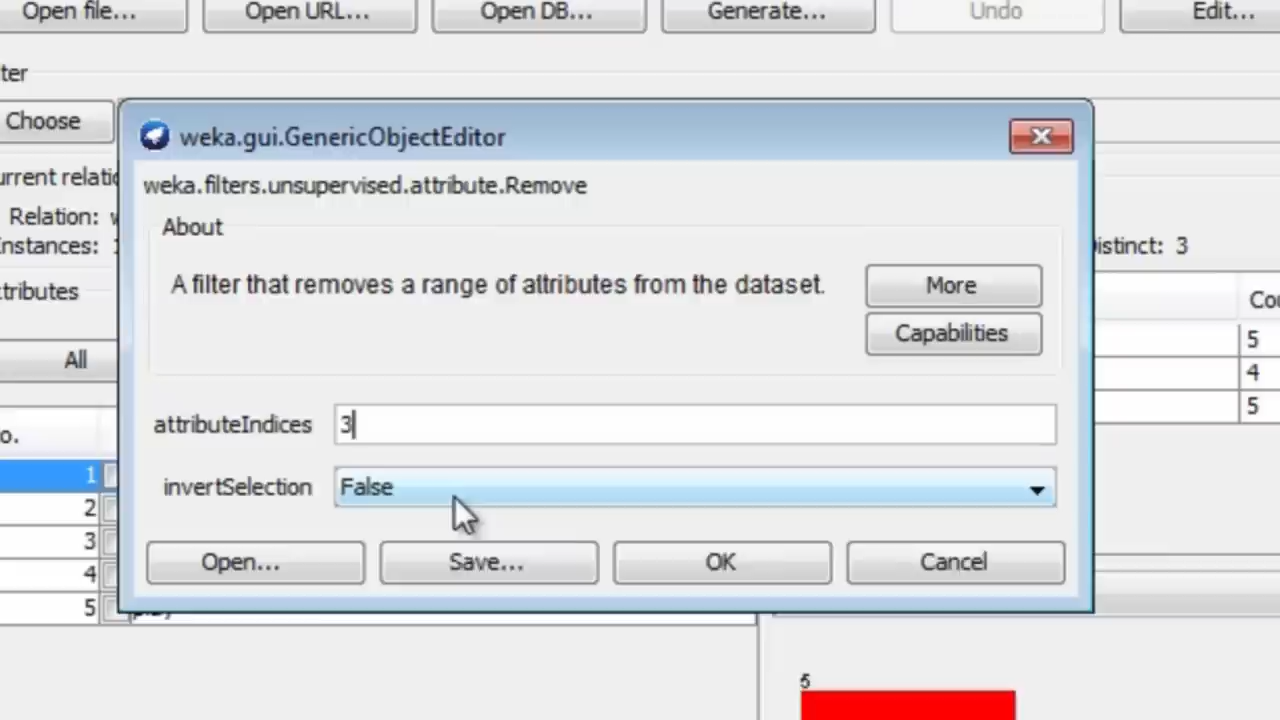 Open file... Open URL... Open DB... Generate... Undo Edit...
ter
Choose
weka.gui.GenericObjectEditor
weka.filters.unsupervised.attribute.Remove
urrent relatio
About
Relation: w
nstances: 1
istinct: 3
A filter that removes a range of attributes from the dataset.
More
tributes
Cou
Capabilities
5
All
4
5
attributeIndices 3
o.
1
invertSelection False
2
3
4
Open... Save... OK Cancel
5
5